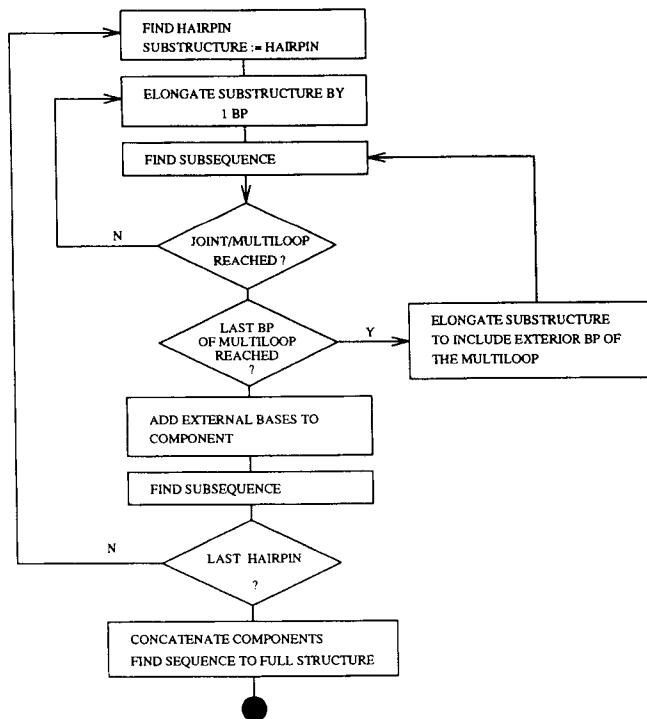 FIND HAIRPIN
SUBSTRUCTURE := HAIRPIN
ELONGATE SUBSTRUCTURE BY
1 BP
FIND SUBSEQUENCE
N
JOINT/MULTILOOP
REACHED ?
LAST BP
OF MULTILOOP
REACHED
?
Y
ELONGATE SUBSTRUCTURE
TO INCLUDE EXTERIOR BP OF
THE MULTILOOP
ADD EXTERNAL BASES TO
COMPONENT
FIND SUBSEQUENCE
N
LAST HAIRPIN
?
CONCATENATE COMPONENTS
FIND SEQUENCE TO FULL STRUCTURE